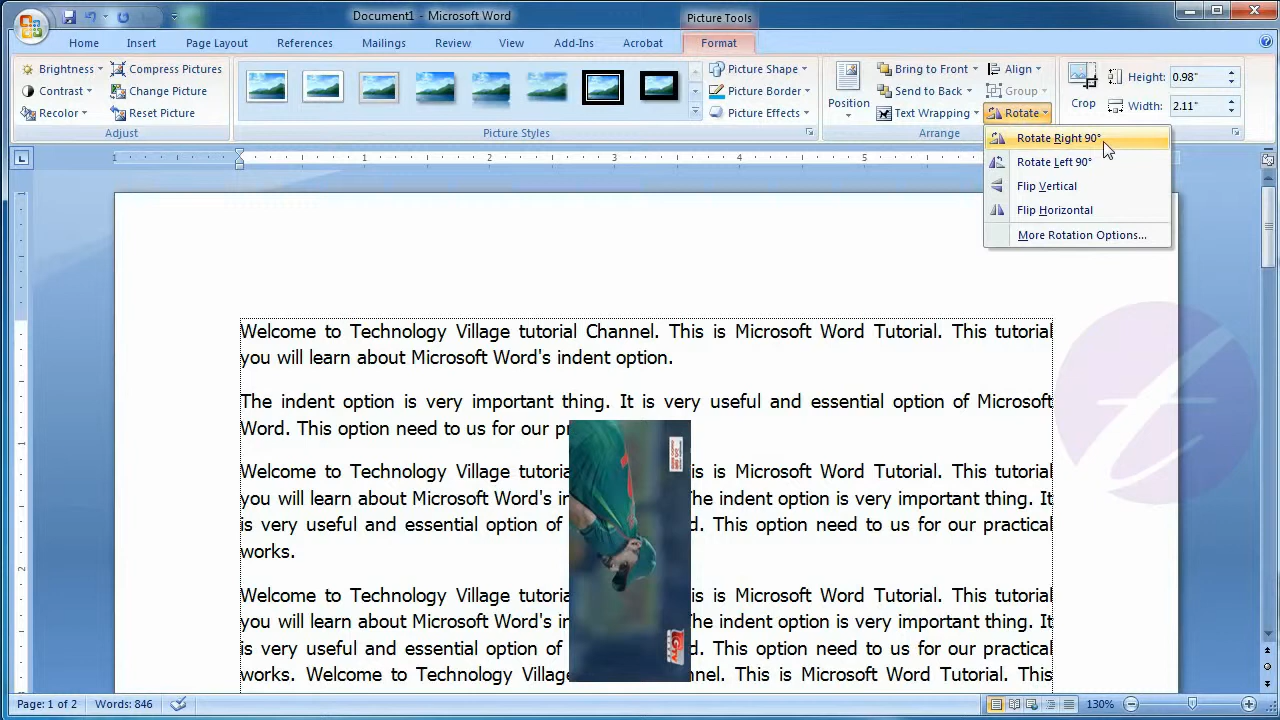 Document1 - Microsoft Word
Picture Tools
Home Insert Page Layout References Mailings Review View Add-Ins Acrobat Format
Brightness Compress Pictures Picture Shape Bring to Front Align Height: 0.98"
Contrast Change Picture Picture Border Position Send to Back Group Crop Width: 2.11"
Recolor Reset Picture Picture Effects Text Wrapping Rotate
Adjust Picture Styles Arrange
Rotate Right 90°
Rotate Left 90°
Flip Vertical
Flip Horizontal
More Rotation Options...
1 1 2 3 4 5
Welcome to Technology Village tutorial Channel. This is Microsoft Word Tutorial. This tutorial
you will learn about Microsoft Word's indent option.
The indent option is very important thing. It is very useful and essential option of Microsoft
Word. This option need to us for our p
Welcome to Technology Village tutoria is is Microsoft Word Tutorial. This tutorial
you will learn about Microsoft Word's in he indent option is very important thing. It
is very useful and essential option of d. This option need to us for our practical
works.
Welcome to Technology Village tutoria is is Microsoft Word Tutorial. This tutorial
you will learn about Microsoft Word's in he indent option is very important thing. It
is very useful and essential option of d. This option need to us for our practical
works. Welcome to Technology Village nnel. This is Microsoft Word Tutorial. This
1
2
t
Page: 1 of 2 Words: 846 130%